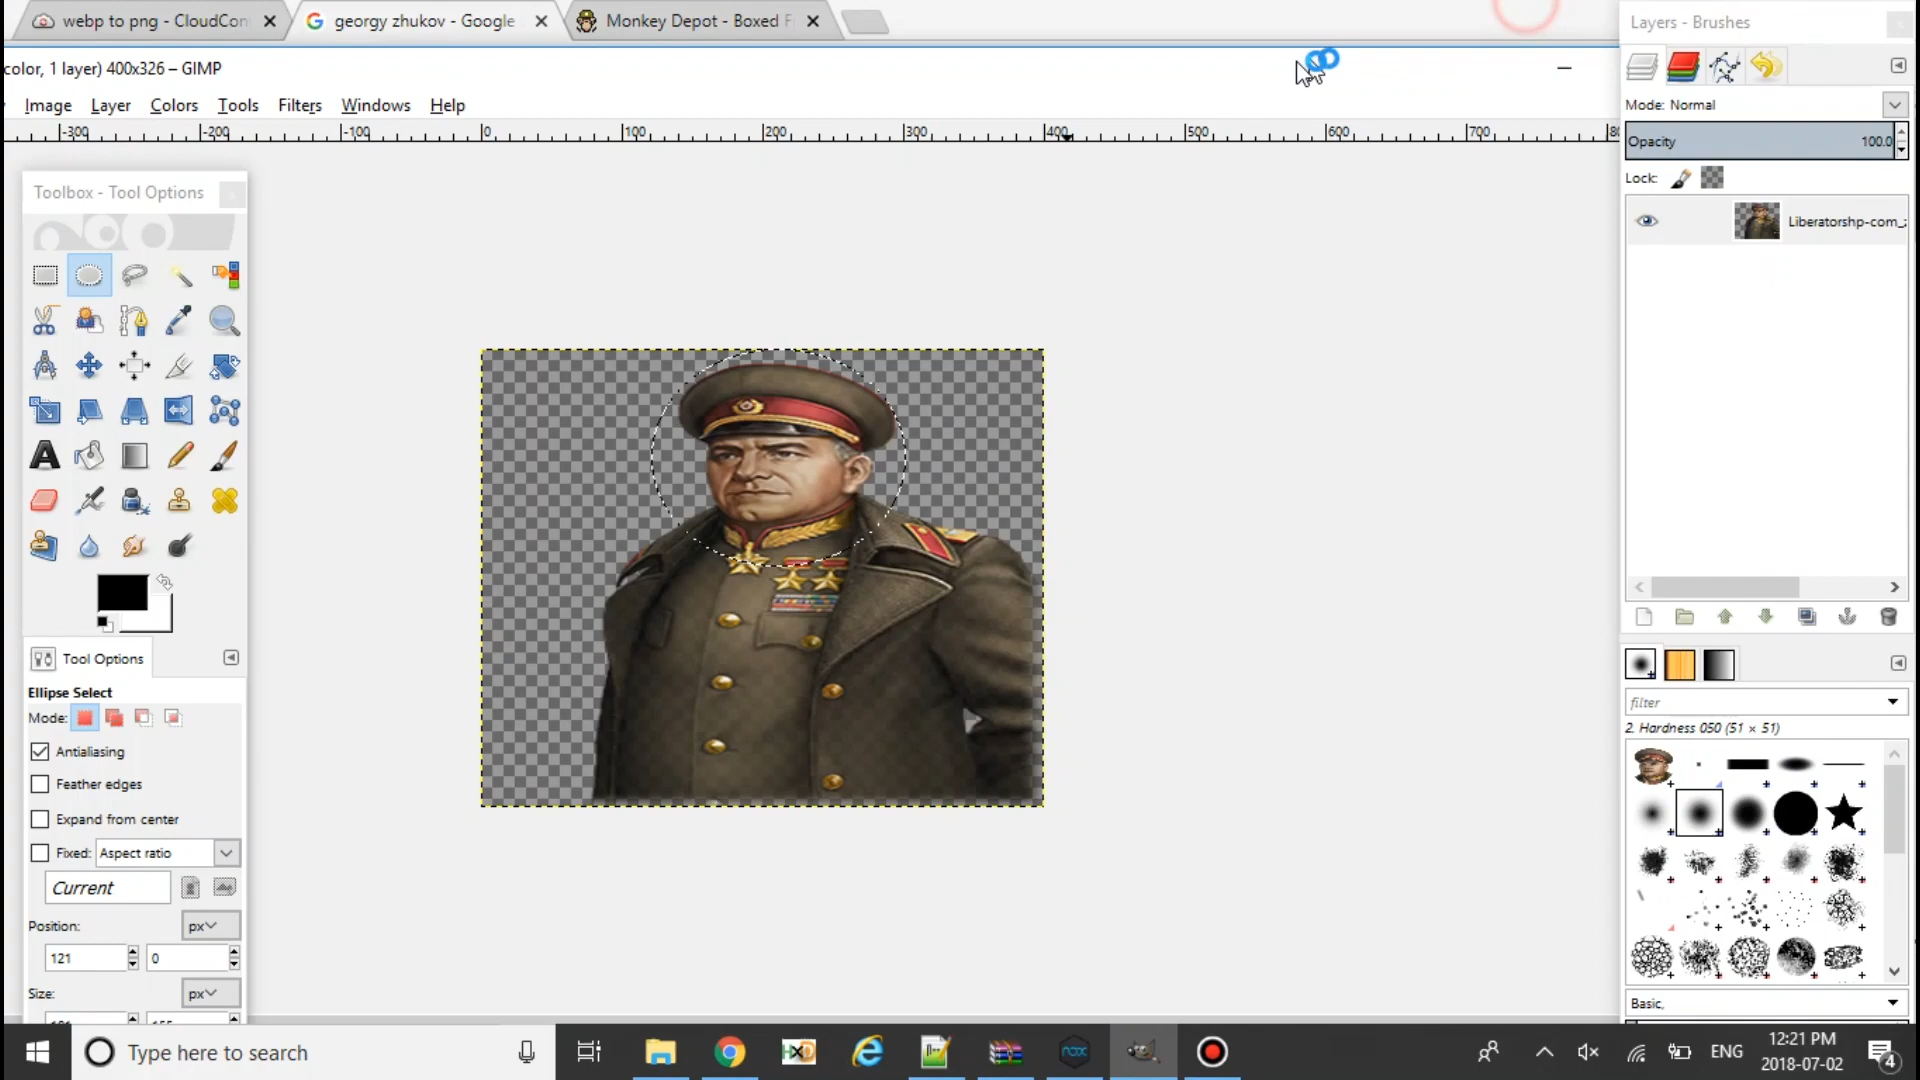 webp to png - CloudCon
georgy zhukov - Google
Monkey Depot - Boxed F
color, 1 layer) 400x326 – GIMP
Image Layer Colors Tools Filters Windows Help
-300 -200 -100 0 100 200 300 400 500 600 700 80
Toolbox - Tool Options
Tool Options
Ellipse Select
Mode:
Antialiasing
Feather edges
Expand from center
Fixed: Aspect ratio
Current
Position: px
121 0
Size: px
Layers - Brushes
Mode: Normal
Opacity 100.0
Lock:
Liberatorshp-com_z
filter
2. Hardness 050 (51 × 51)
Basic,
Type here to search
ENG
12:21 PM
2018-07-02
4